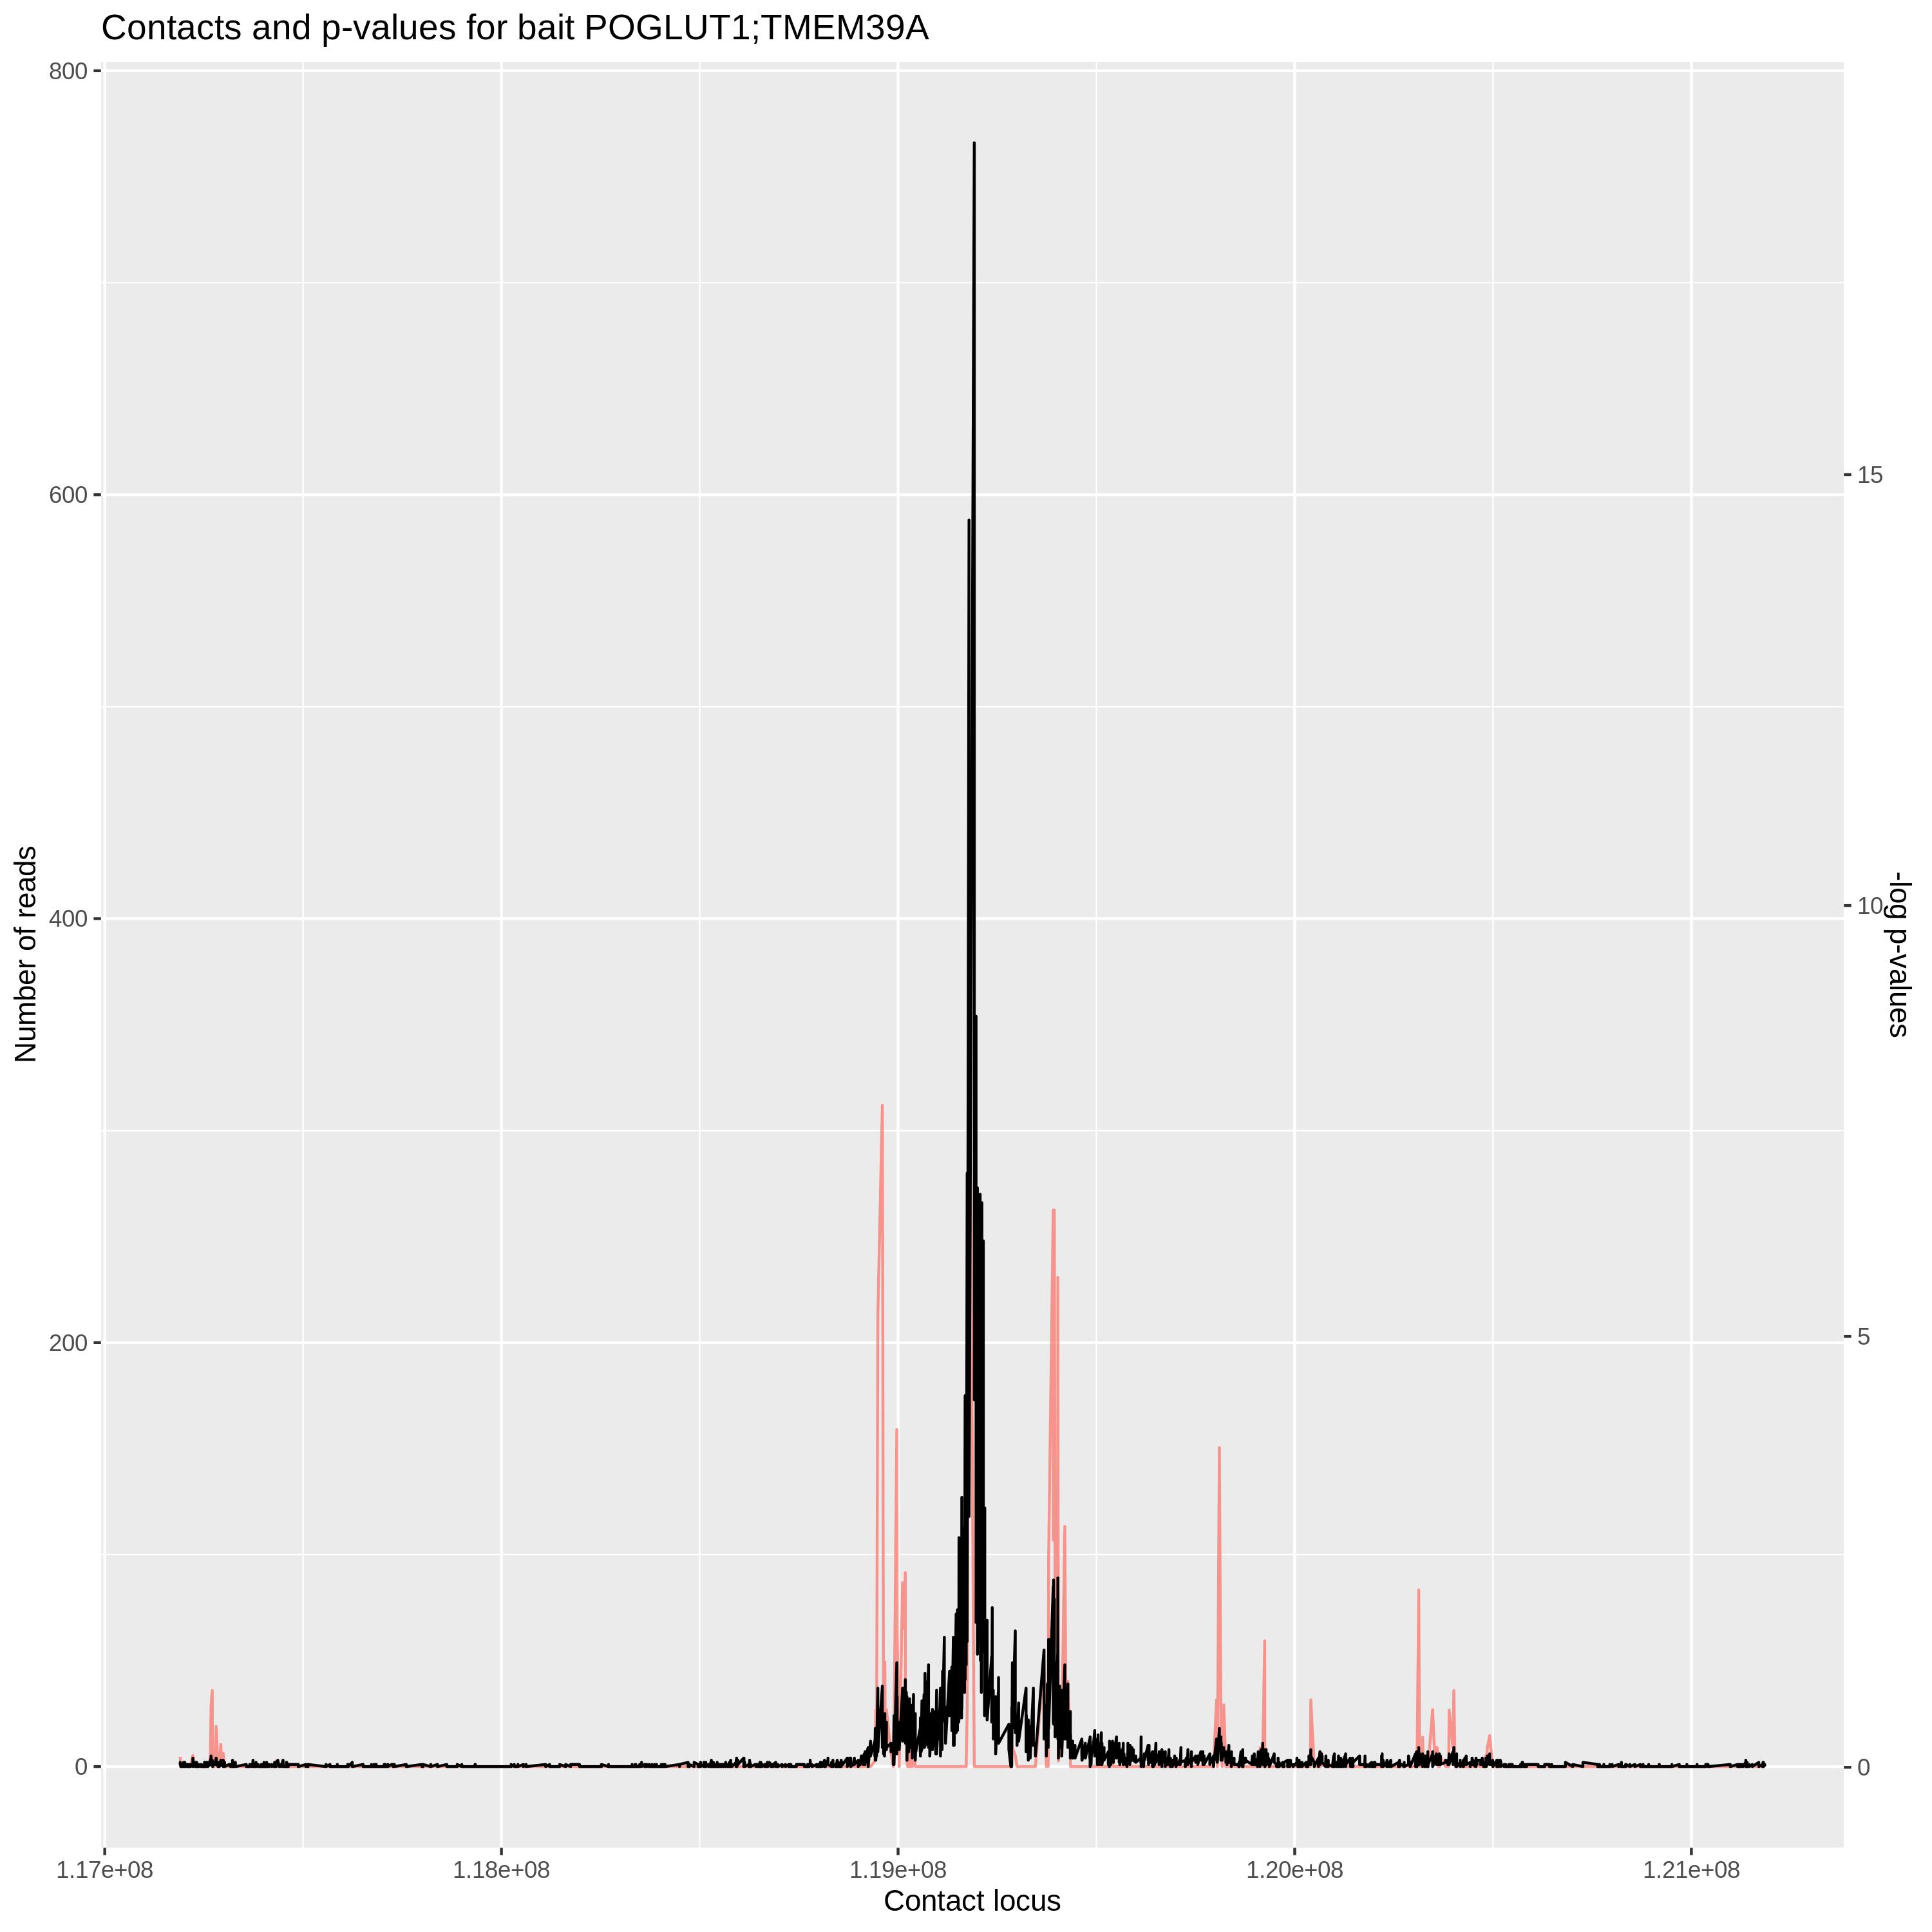 Contacts and p-values for bait POGLUT1;TMEM39A
800
600
400
200
0
Number of reads
15
10
5
0
-log p-values
1.17e+08
1.18e+08
1.19e+08
1.20e+08
1.21e+08
Contact locus